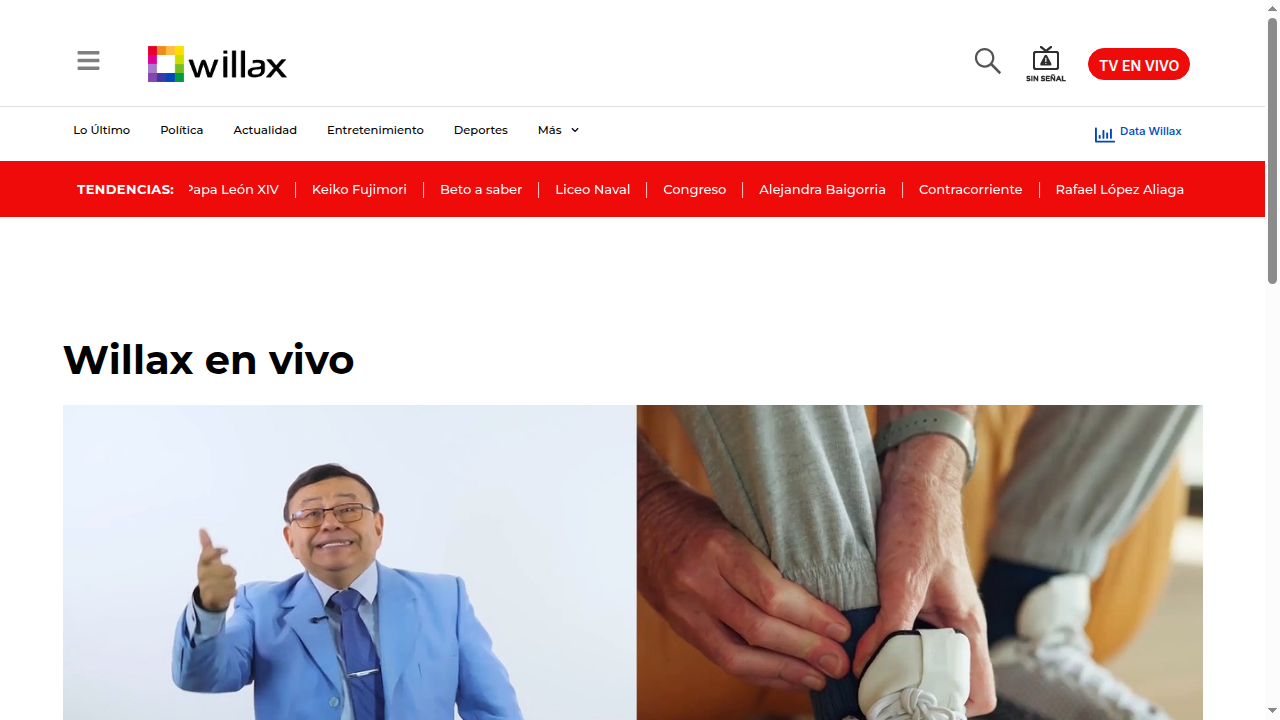 willax
SIN SEÑAL
TV EN VIVO
Lo Último
Política
Actualidad
Entretenimiento
Deportes
Más
Data Willax
TENDENCIAS:
Papa León XIV
Keiko Fujimori
Beto a saber
Liceo Naval
Congreso
Alejandra Baigorria
Contracorriente
Rafael López Aliaga
Willax en vivo